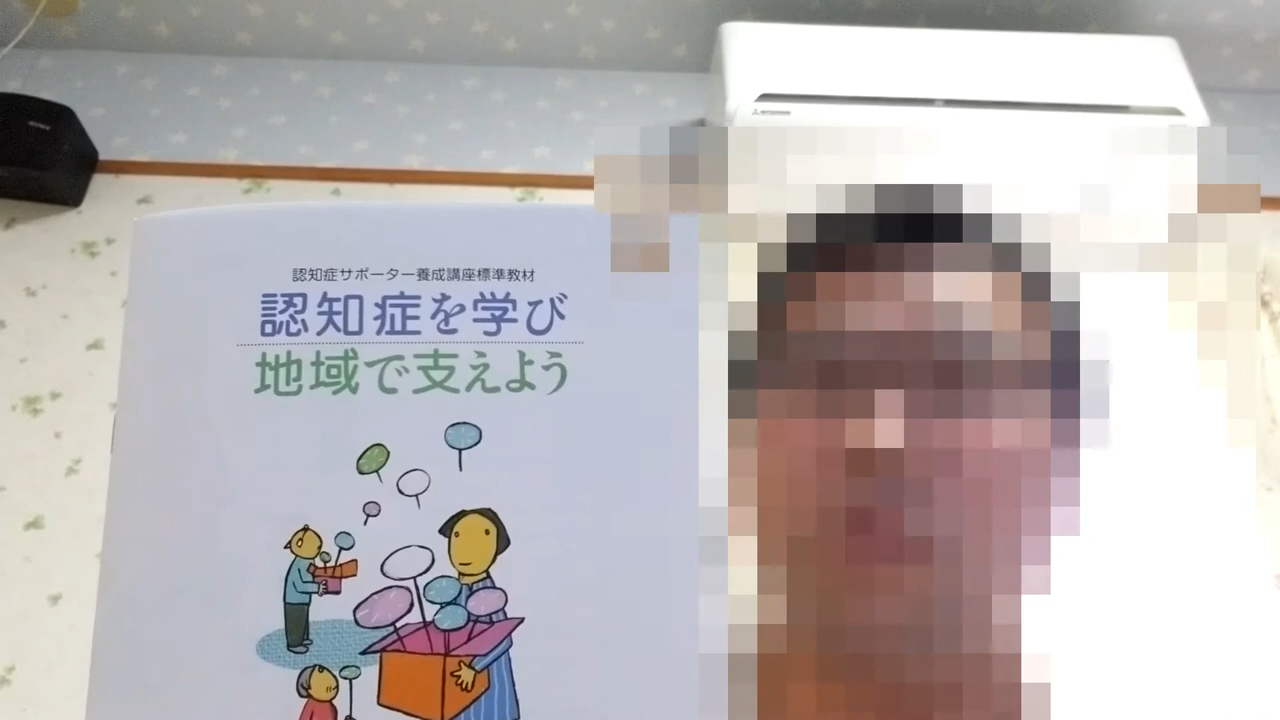 認知症サポーター養成講座標準教材
認知症を学び
地域で支えよう